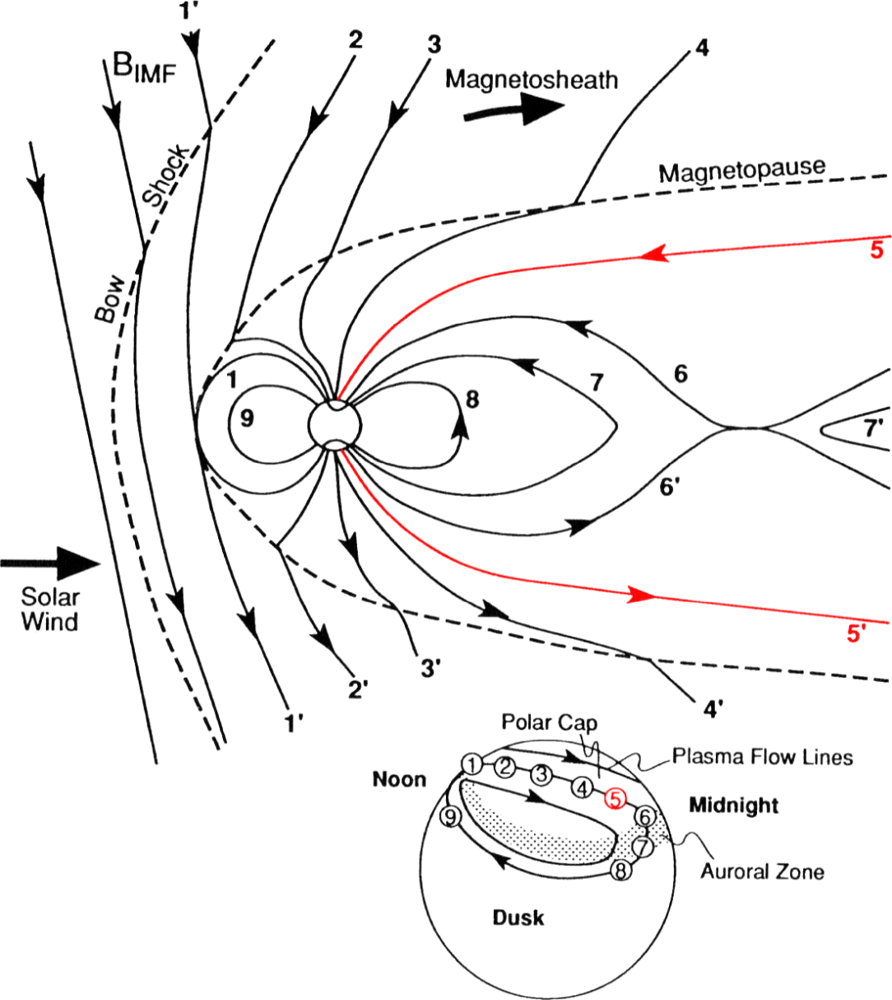 1'
2
3
4
BIMF
Magnetosheath
Shock
Magnetopause
Bow
5
6
1
7
8
9
7'
6'
Solar
Wind
5'
3'
2'
4'
1'
Polar Cap
Plasma Flow Lines
Noon
1
2
3
4
5
6
Midnight
9
7
8
Auroral Zone
Dusk